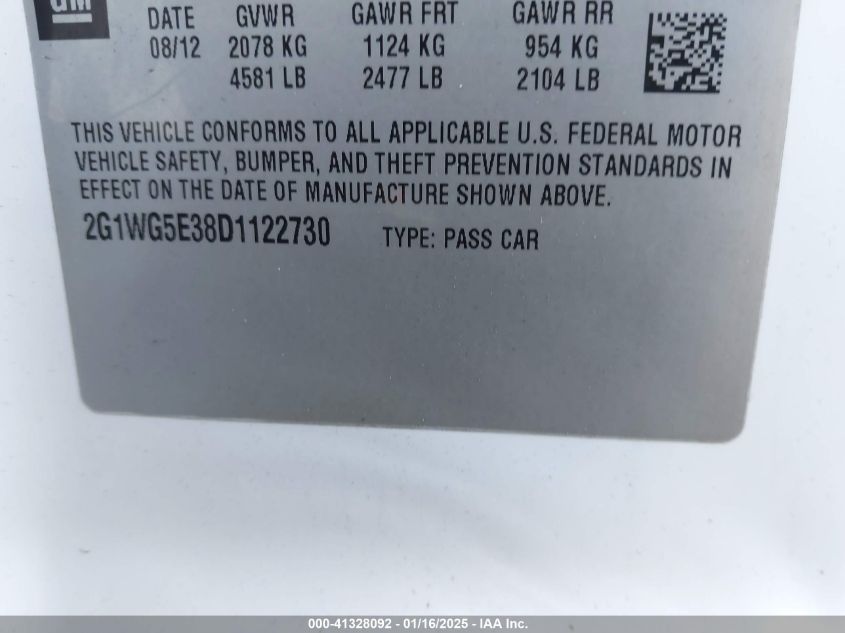 GM
DATE GVWR GAWR FRT GAWR RR
08/12 2078 KG 1124 KG 954 KG
4581 LB 2477 LB 2104 LB
THIS VEHICLE CONFORMS TO ALL APPLICABLE U.S. FEDERAL MOTOR
VEHICLE SAFETY, BUMPER, AND THEFT PREVENTION STANDARDS IN
EFFECT ON THE DATE OF MANUFACTURE SHOWN ABOVE.
2G1WG5E38D1122730 TYPE: PASS CAR
000-41328092 - 01/16/2025 - IAA Inc.